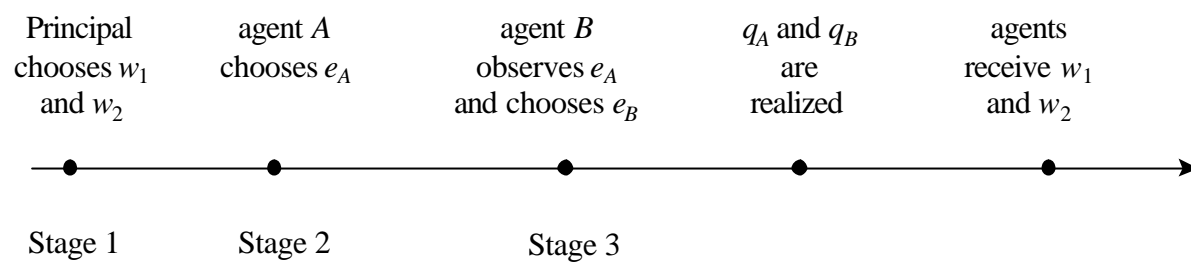 Principal
chooses w1
and w2
agent A
chooses eA
agent B
observes eA
and chooses eB
qA and qB
are
realized
agents
receive w1
and w2
Stage 1
Stage 2
Stage 3